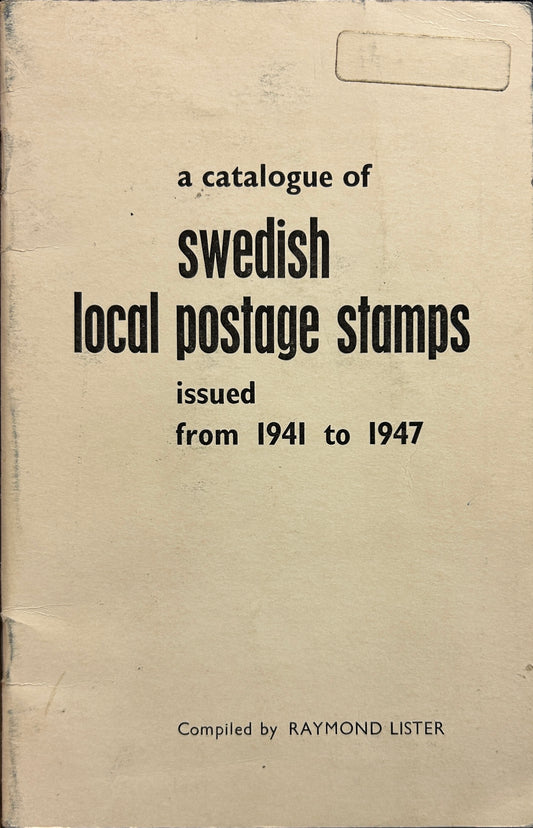 a catalogue of
swedish
local postage stamps
issued
from 1941 to 1947
Compiled by RAYMOND LISTER